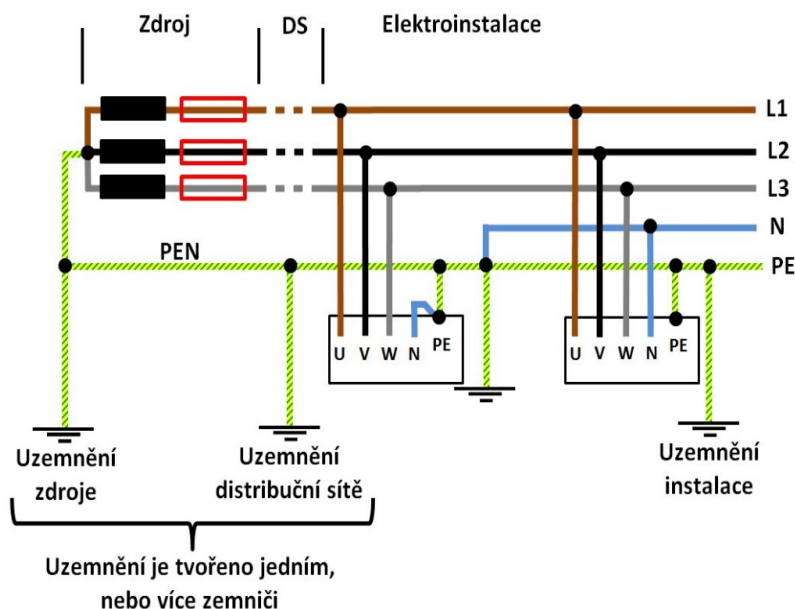 Zdroj DS Elektroinstalace
L1
L2
L3
N
PEN
PE
U V W N PE
U V W N PE
Uzemnění
zdroje
Uzemnění
distribuční sítě
Uzemnění
instalace
Uzemnění je tvořeno jedním,
nebo více zemniči